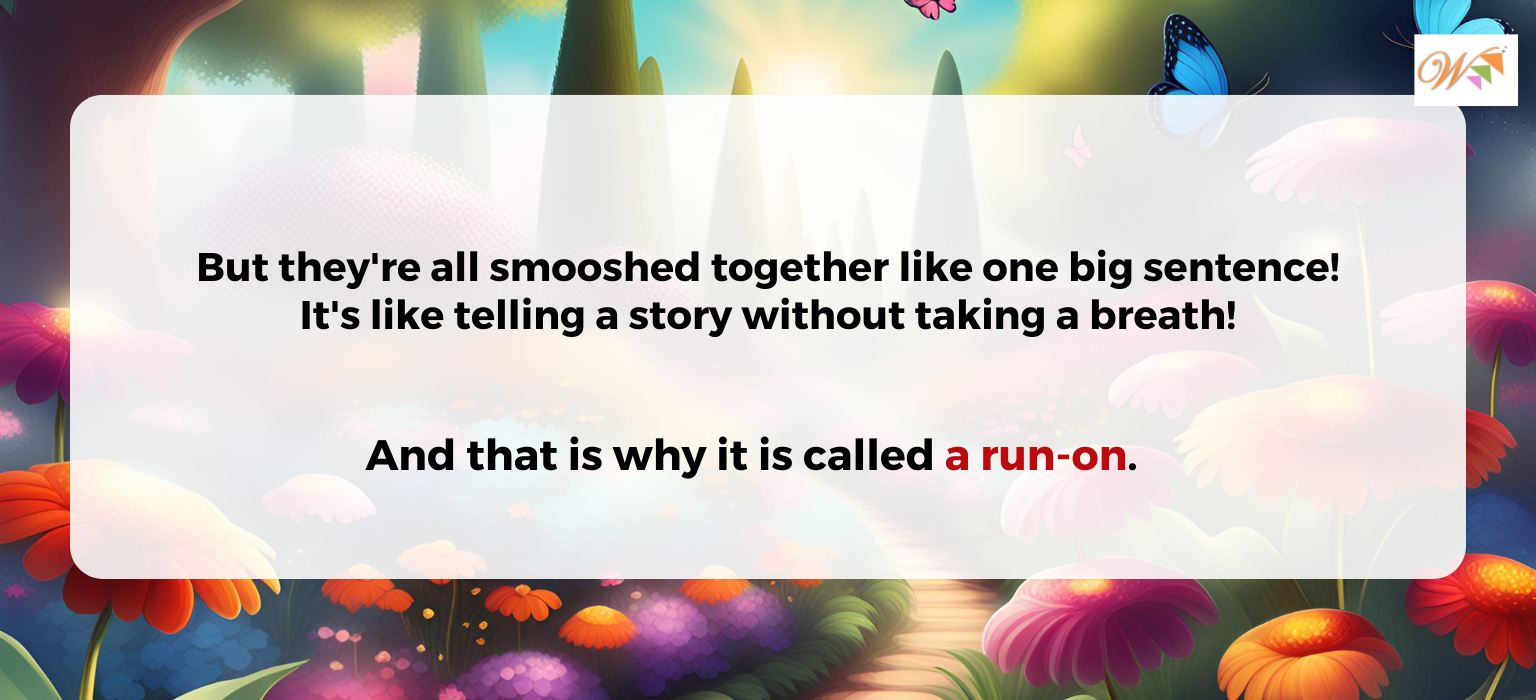 W
But they're all smooshed together like one big sentence!
It's like telling a story without taking a breath!
And that is why it is called a run-on.